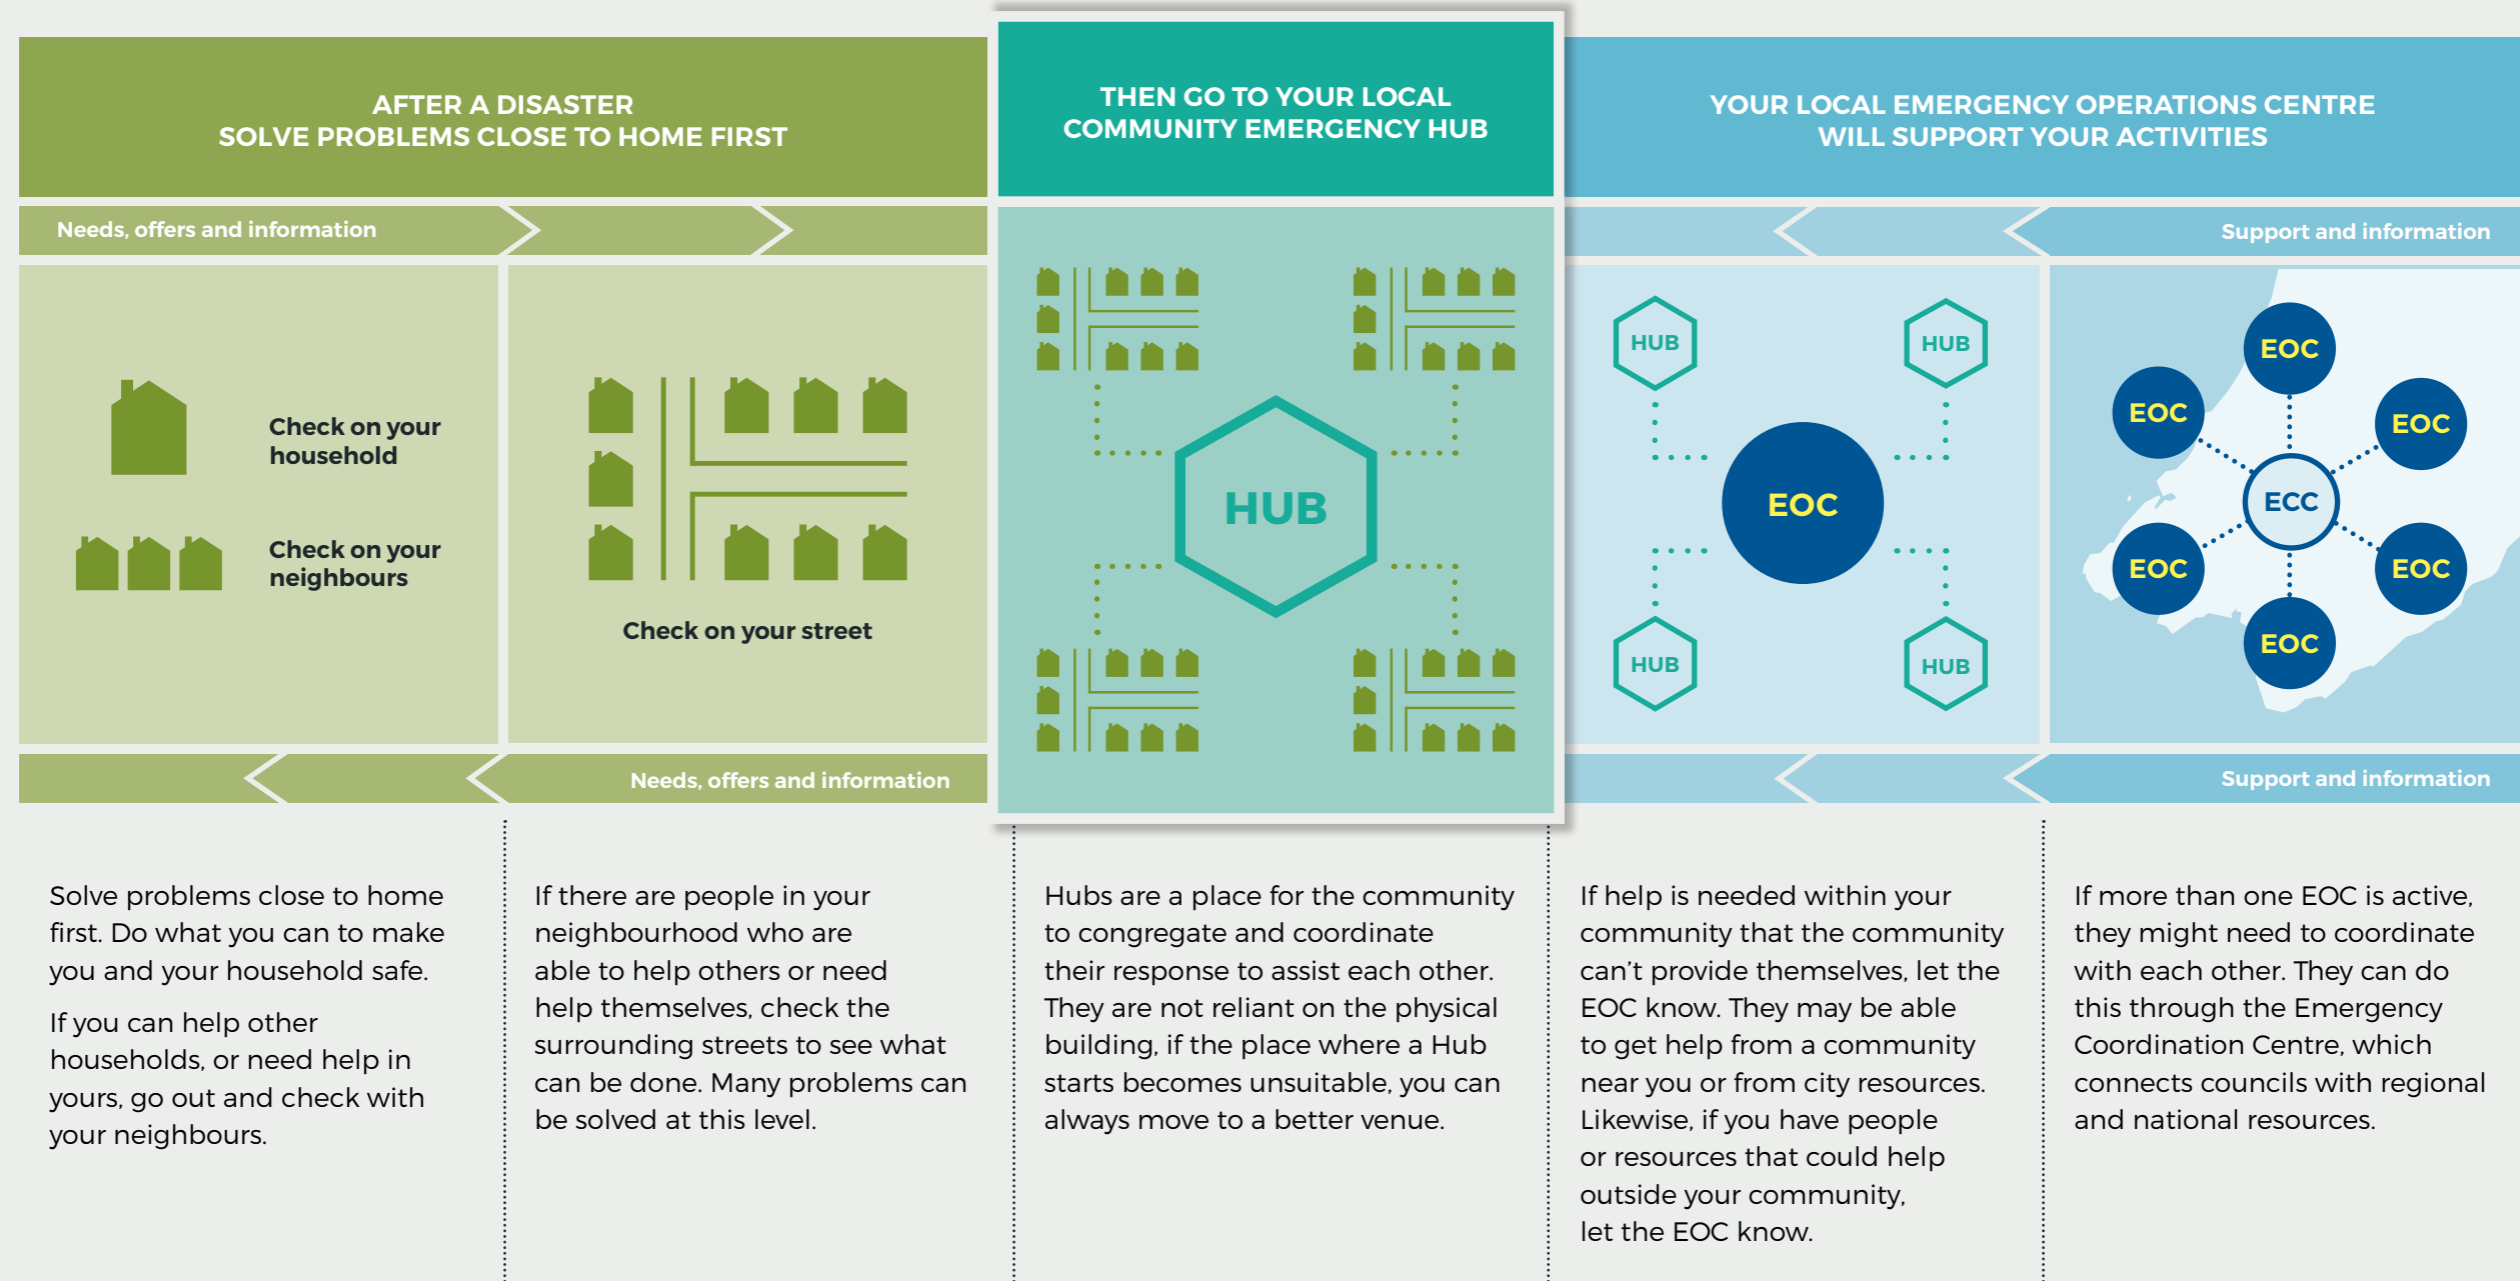 AFTER A DISASTER
SOLVE PROBLEMS CLOSE TO HOME FIRST
THEN GO TO YOUR LOCAL
COMMUNITY EMERGENCY HUB
YOUR LOCAL EMERGENCY OPERATIONS CENTRE
WILL SUPPORT YOUR ACTIVITIES
Needs, offers and information
Support and information
Check on your
household
Check on your
neighbours
Check on your street
HUB
HUB
HUB
EOC
HUB
HUB
EOC
EOC
EOC
ECC
EOC
EOC
EOC
Needs, offers and information
Support and information
Solve problems close to home
first. Do what you can to make
you and your household safe.
If you can help other
households, or need help in
yours, go out and check with
your neighbours.
If there are people in your
neighbourhood who are
able to help others or need
help themselves, check the
surrounding streets to see what
can be done. Many problems can
be solved at this level.
Hubs are a place for the community
to congregate and coordinate
their response to assist each other.
They are not reliant on the physical
building, if the place where a Hub
starts becomes unsuitable, you can
always move to a better venue.
If help is needed within your
community that the community
can't provide themselves, let the
EOC know. They may be able
to get help from a community
near you or from city resources.
Likewise, if you have people
or resources that could help
outside your community,
let the EOC know.
If more than one EOC is active,
they might need to coordinate
with each other. They can do
this through the Emergency
Coordination Centre, which
connects councils with regional
and national resources.